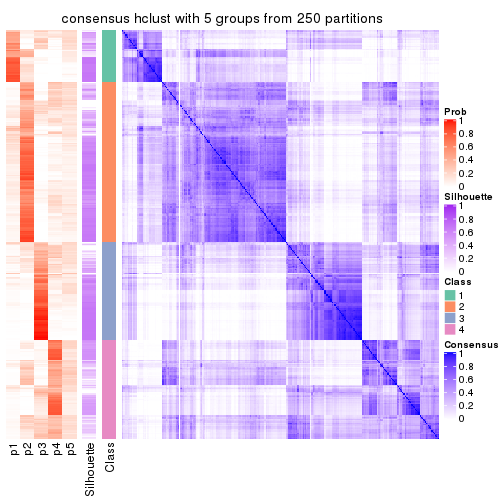 consensus hclust with 5 groups from 250 partitions
Prob
1
0.8
0.6
0.4
0.2
0
Silhouette
1
0.8
0.6
0.4
0.2
0
Class
1
2
3
4
Consensus
1
0.8
0.6
0.4
0.2
0
p1
p2
p3
p4
p5
Silhouette
Class